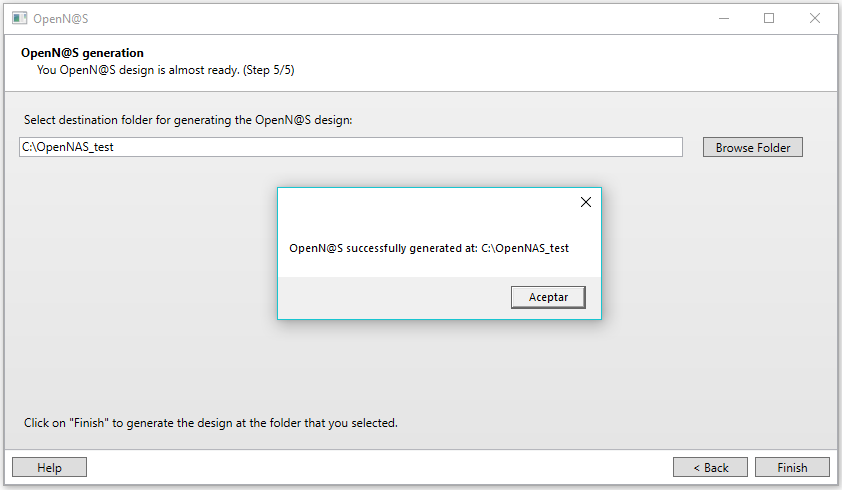 OpenN@S
OpenN@S generation
You OpenN@S design is almost ready. (Step 5/5)
Select destination folder for generating the OpenN@S design:
C:\OpenNAS_test
Browse Folder
OpenN@S successfully generated at: C:\OpenNAS_test
Aceptar
Click on "Finish" to generate the design at the folder that you selected.
Help
< Back
Finish